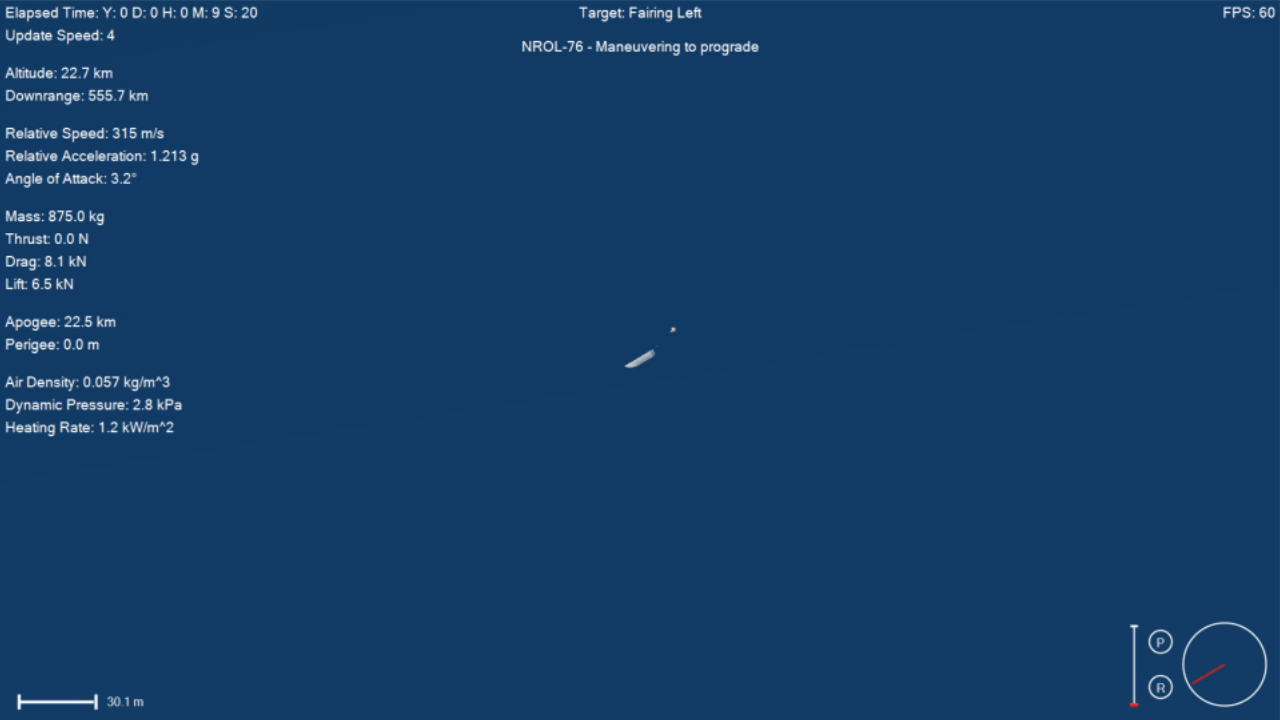 Elapsed Time: Y: 0 D: 0 H: 0 M: 9 S: 20
Update Speed: 4
Target: Fairing Left
NROL-76 - Maneuvering to prograde
FPS: 60
Altitude: 22.7 km
Downrange: 555.7 km
Relative Speed: 315 m/s
Relative Acceleration: 1.213 g
Angle of Attack: 3.2°
Mass: 875.0 kg
Thrust: 0.0 N
Drag: 8.1 kN
Lift: 6.5 kN
Apogee: 22.5 km
Perigee: 0.0 m
Air Density: 0.057 kg/m^3
Dynamic Pressure: 2.8 kPa
Heating Rate: 1.2 kW/m^2
30.1 m
P
R